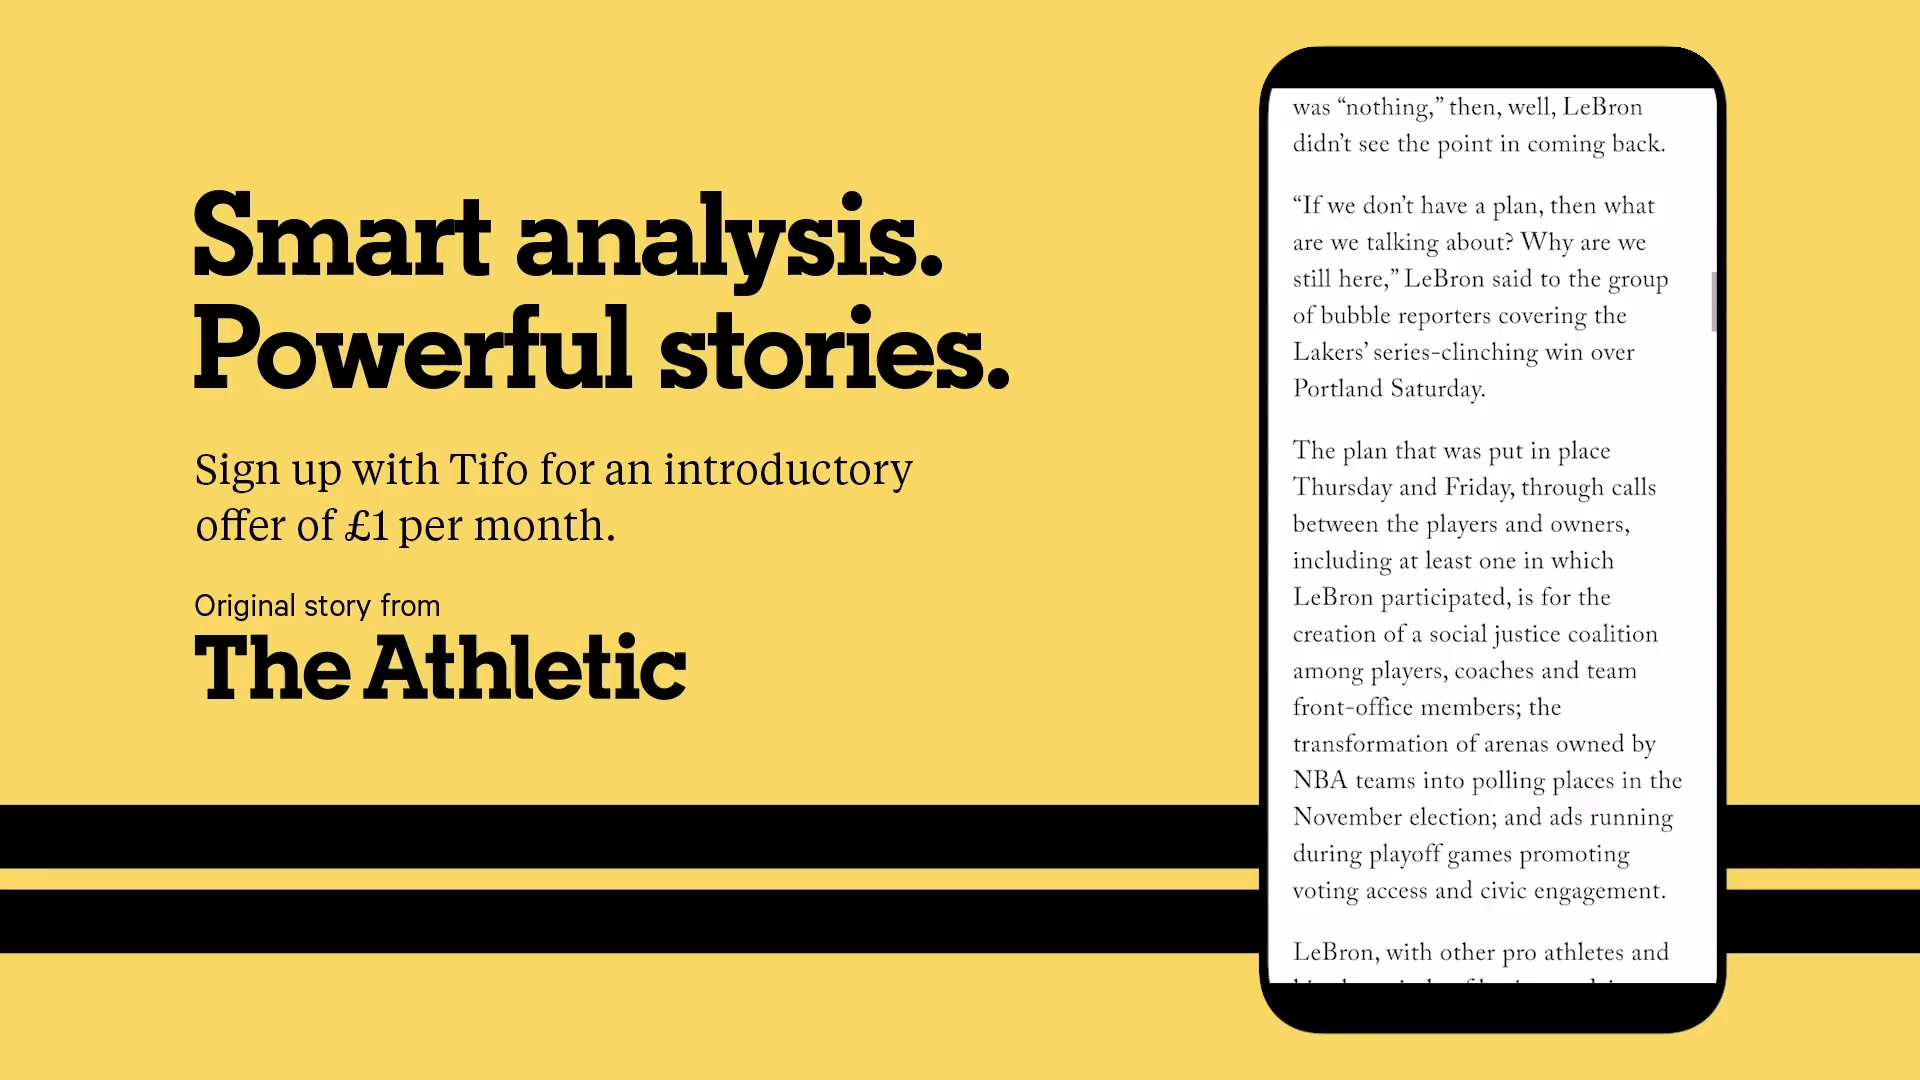 Smart analysis.
Powerful stories.
Sign up with Tifo for an introductory
offer of £1 per month.
Original story from
The Athletic
was “nothing,” then, well, LeBron
didn’t see the point in coming back.
“If we don’t have a plan, then what
are we talking about? Why are we
still here,” LeBron said to the group
of bubble reporters covering the
Lakers’ series-clinching win over
Portland Saturday.
The plan that was put in place
Thursday and Friday, through calls
between the players and owners,
including at least one in which
LeBron participated, is for the
creation of a social justice coalition
among players, coaches and team
front-office members; the
transformation of arenas owned by
NBA teams into polling places in the
November election; and ads running
during playoff games promoting
voting access and civic engagement.
LeBron, with other pro athletes and